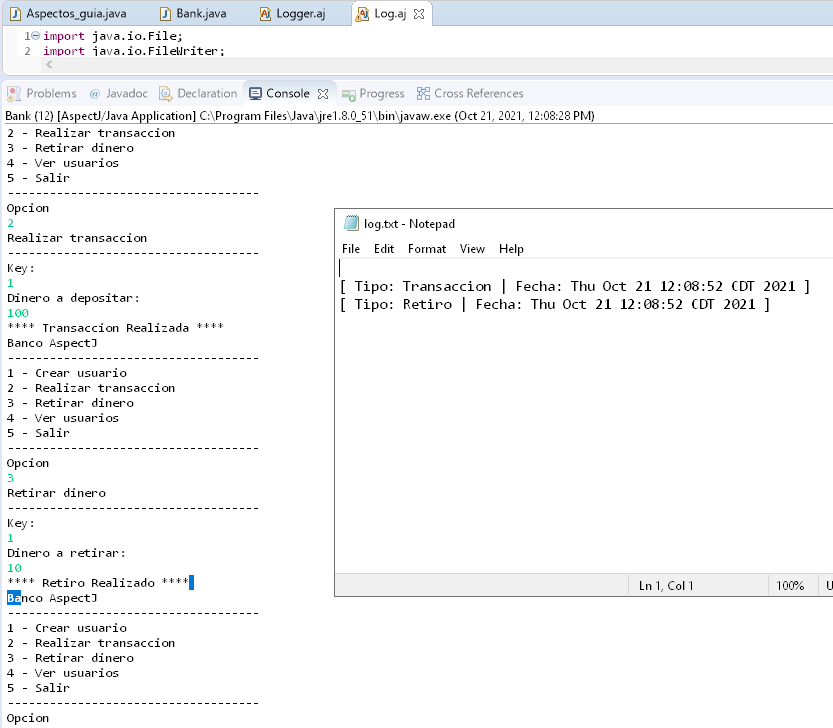 Aspectos_guia.java
Bank.java
Logger.aj
Log.aj
1 import java.io.File;
2 import java.io.FileWriter;
Problems
Javadoc
Declaration
Console
Progress
Cross References
Bank (12) [AspectJ/Java Application] C:\Program Files\Java\jre1.8.0_51\bin\javaw.exe (Oct 21, 2021, 12:08:28 PM)
2 - Realizar transaccion
3 - Retirar dinero
4 - Ver usuarios
5 - Salir
------------------------------------
Opcion
2
Realizar transaccion
------------------------------------
Key:
1
Dinero a depositar:
100
**** Transaccion Realizada ****
Banco AspectJ
------------------------------------
1 - Crear usuario
2 - Realizar transaccion
3 - Retirar dinero
4 - Ver usuarios
5 - Salir
------------------------------------
Opcion
3
Retirar dinero
------------------------------------
Key:
1
Dinero a retirar:
10
**** Retiro Realizado ****
Banco AspectJ
------------------------------------
1 - Crear usuario
2 - Realizar transaccion
3 - Retirar dinero
4 - Ver usuarios
5 - Salir
------------------------------------
Opcion
log.txt - Notepad
File Edit Format View Help
[ Tipo: Transaccion | Fecha: Thu Oct 21 12:08:52 CDT 2021 ]
[ Tipo: Retiro | Fecha: Thu Oct 21 12:08:52 CDT 2021 ]
Ln 1, Col 1
100%